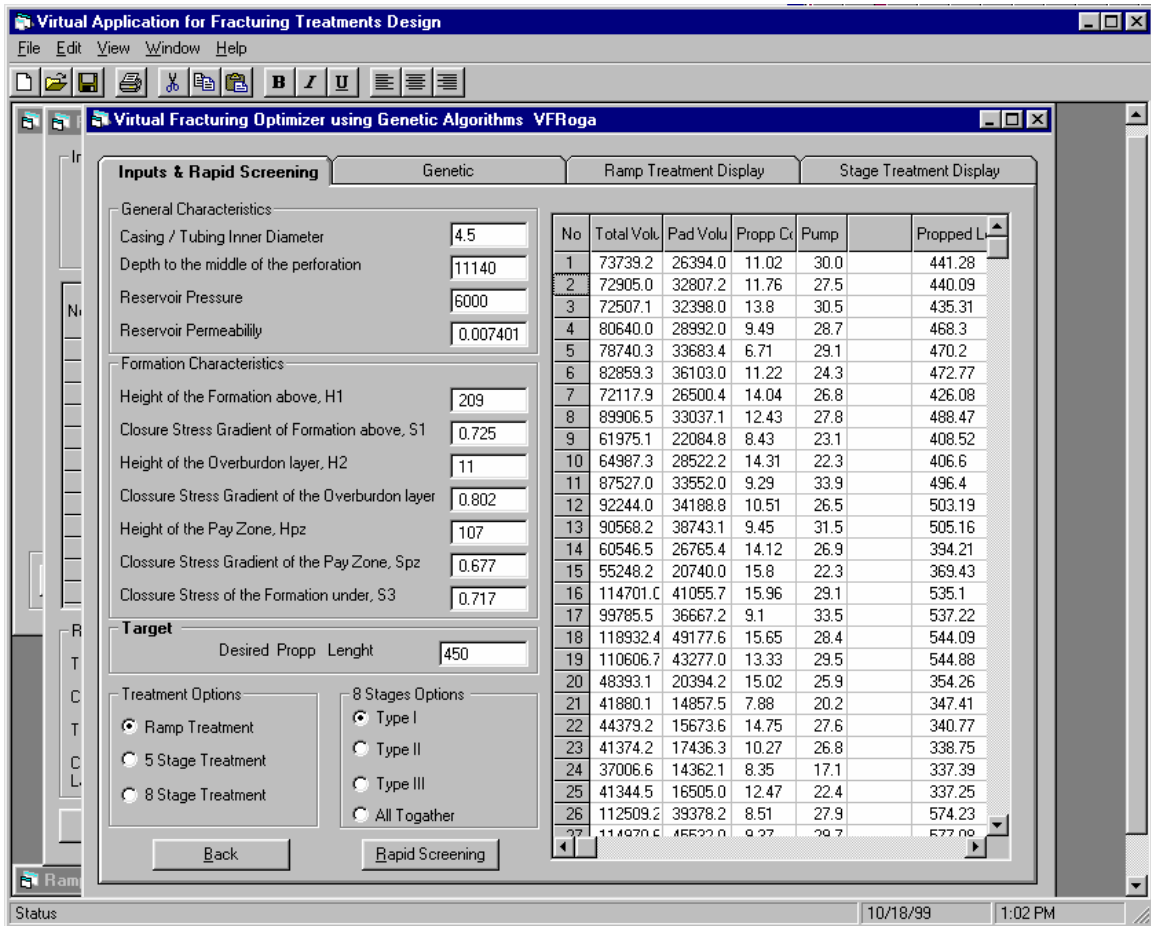 Virtual Application for Fracturing Treatments Design
File Edit View Window Help
B I U
Virtual Fracturing Optimizer using Genetic Algorithms VFRoga
Inputs & Rapid Screening Genetic Ramp Treatment Display Stage Treatment Display
General Characteristics
Casing / Tubing Inner Diameter 4.5
Depth to the middle of the perforation 11140
Reservoir Pressure 6000
Reservoir Permeabilily 0.007401
Formation Characteristics
Height of the Formation above, H1 209
Closure Stress Gradient of Formation above, S1 0.725
Height of the Overburdon layer, H2 11
Clossure Stress Gradient of the Overburdon layer 0.802
Height of the Pay Zone, Hpz 107
Clossure Stress Gradient of the Pay Zone, Spz 0.677
Clossure Stress of the Formation under, S3 0.717
Target
Desired Propp Lenght 450
Treatment Options
Ramp Treatment
5 Stage Treatment
8 Stage Treatment
8 Stages Options
Type I
Type II
Type III
All Togather
Back Rapid Screening
No Total Volu Pad Volu Propp Co Pump Propped L
1 73739.2 26394.0 11.02 30.0 441.28
2 72905.0 32807.2 11.76 27.5 440.09
3 72507.1 32398.0 13.8 30.5 435.31
4 80640.0 28992.0 9.49 28.7 468.3
5 78740.3 33683.4 6.71 29.1 470.2
6 82859.3 36103.0 11.22 24.3 472.77
7 72117.9 26500.4 14.04 26.8 426.08
8 89906.5 33037.1 12.43 27.8 488.47
9 61975.1 22084.8 8.43 23.1 408.52
10 64987.3 28522.2 14.31 22.3 406.6
11 87527.0 33552.0 9.29 33.9 496.4
12 92244.0 34188.8 10.51 26.5 503.19
13 90568.2 38743.1 9.45 31.5 505.16
14 60546.5 26765.4 14.12 26.9 394.21
15 55248.2 20740.0 15.8 22.3 369.43
16 114701.0 41055.7 15.96 29.1 535.1
17 99785.5 36667.2 9.1 33.5 537.22
18 118932.4 49177.6 15.65 28.4 544.09
19 110606.7 43277.0 13.33 29.5 544.88
20 48393.1 20394.2 15.02 25.9 354.26
21 41880.1 14857.5 7.88 20.2 347.41
22 44379.2 15673.6 14.75 27.6 340.77
23 41374.2 17436.3 10.27 26.8 338.75
24 37006.6 14362.1 8.35 17.1 337.39
25 41344.5 16505.0 12.47 22.4 337.25
26 112509.2 39378.2 8.51 27.9 574.23
Ram
Status 10/18/99 1:02 PM